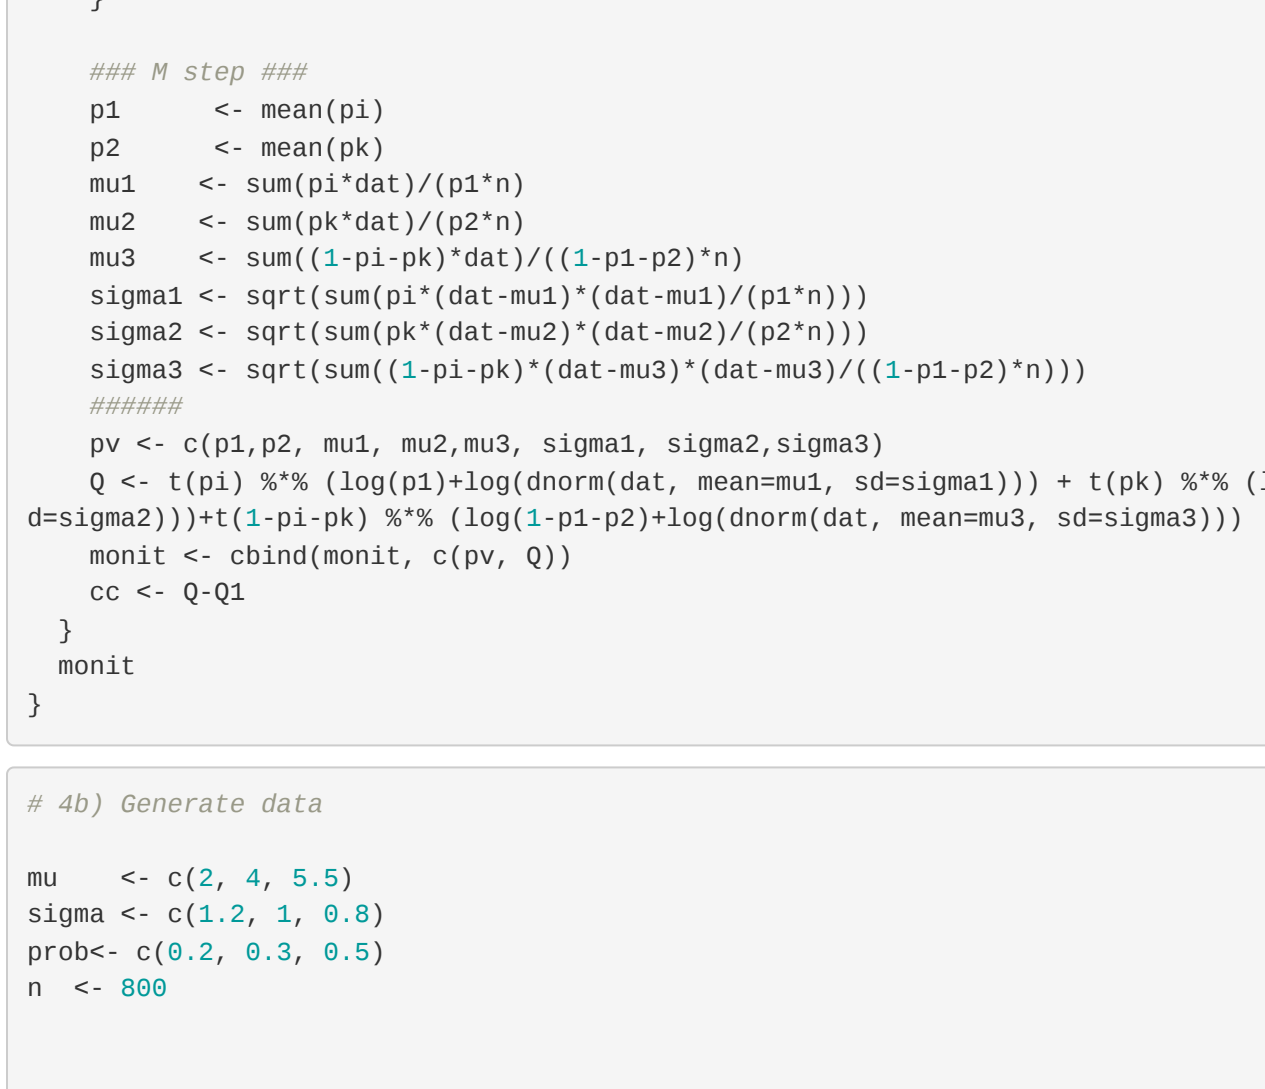 }
### M step ###
p1      <- mean(pi)
p2      <- mean(pk)
mu1    <- sum(pi*dat)/(p1*n)
mu2    <- sum(pk*dat)/(p2*n)
mu3    <- sum((1-pi-pk)*dat)/((1-p1-p2)*n)
sigma1 <- sqrt(sum(pi*(dat-mu1)*(dat-mu1)/(p1*n)))
sigma2 <- sqrt(sum(pk*(dat-mu2)*(dat-mu2)/(p2*n)))
sigma3 <- sqrt(sum((1-pi-pk)*(dat-mu3)*(dat-mu3)/((1-p1-p2)*n)))
######
pv <- c(p1,p2, mu1, mu2,mu3, sigma1, sigma2,sigma3)
Q <- t(pi) %*% (log(p1)+log(dnorm(dat, mean=mu1, sd=sigma1))) + t(pk) %*% (
d=sigma2)))+t(1-pi-pk) %*% (log(1-p1-p2)+log(dnorm(dat, mean=mu3, sd=sigma3)))
monit <- cbind(monit, c(pv, Q))
cc <- Q-Q1
}
monit
}
# 4b) Generate data
mu    <- c(2, 4, 5.5)
sigma <- c(1.2, 1, 0.8)
prob<- c(0.2, 0.3, 0.5)
n  <- 800